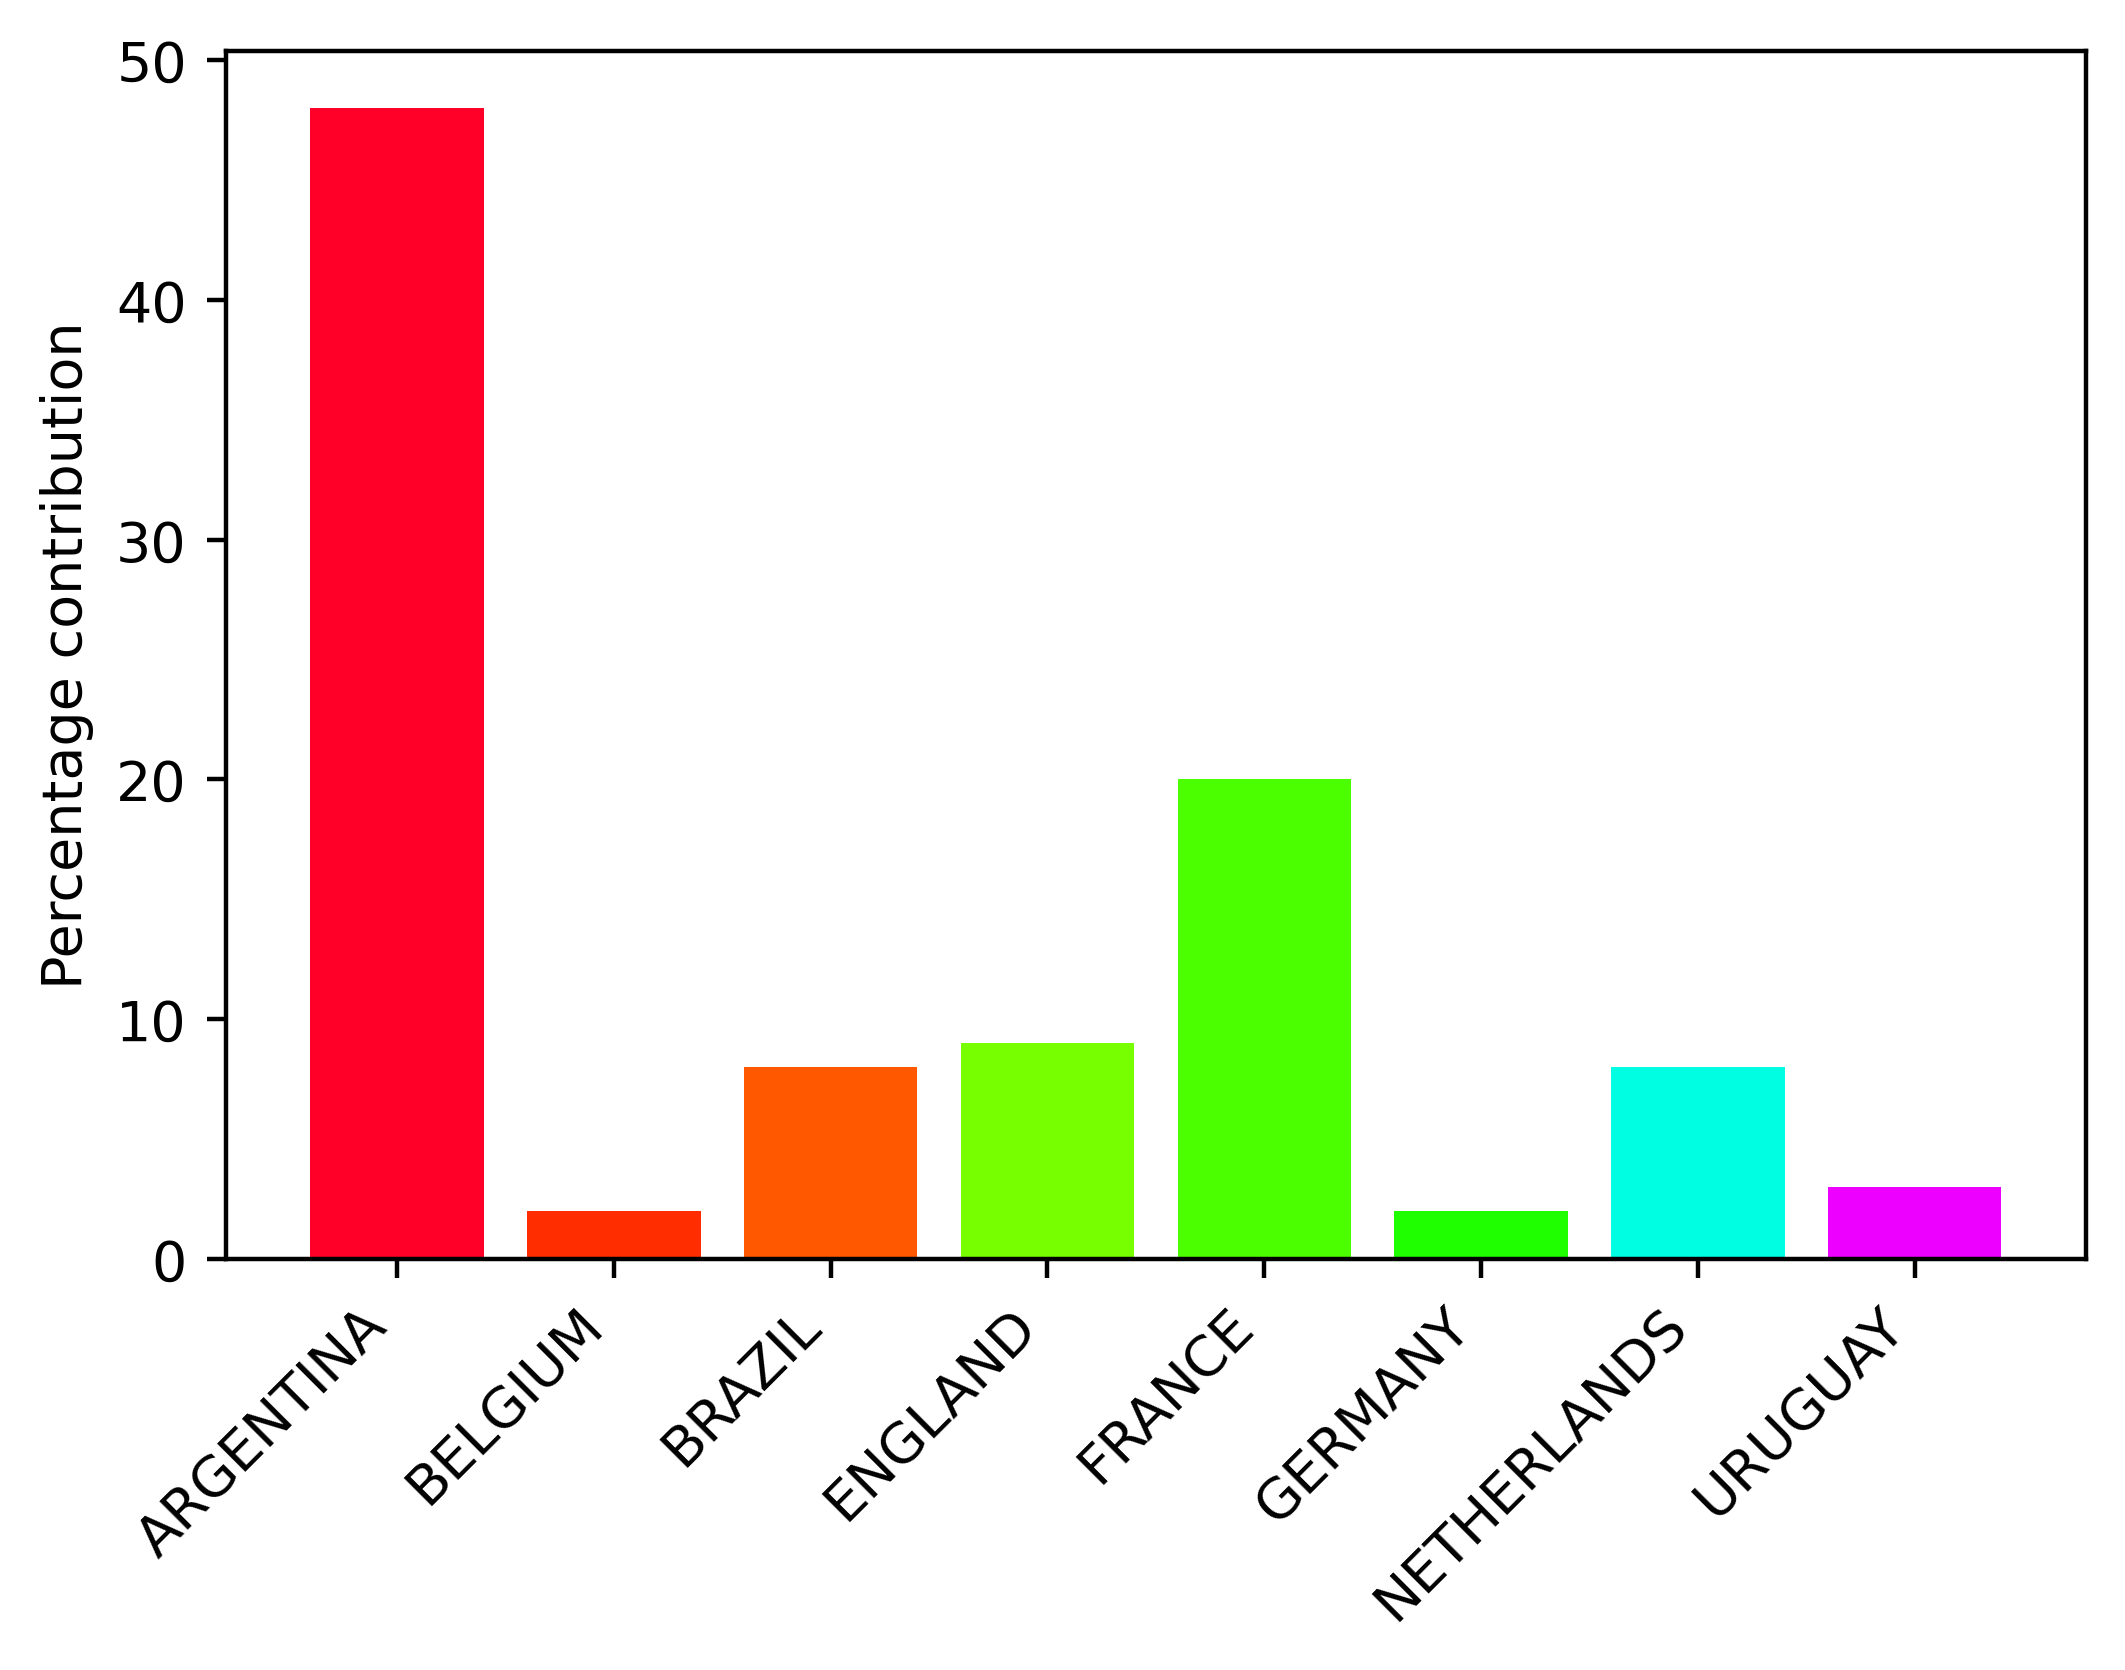 Percentage contribution
50
40
30
20
10
0
ARGENTINA
BELGIUM
BRAZIL
ENGLAND
FRANCE
GERMANY
NETHERLANDS
URUGUAY